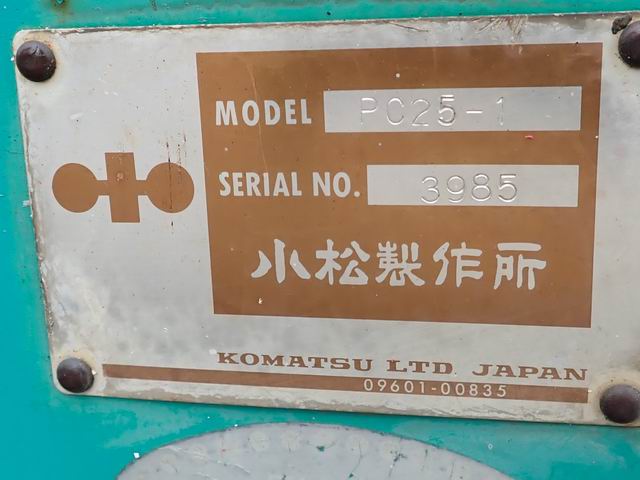 MODEL PC25-1
SERIAL NO. 3985
小松製作所
KOMATSU LTD. JAPAN
09601-00835